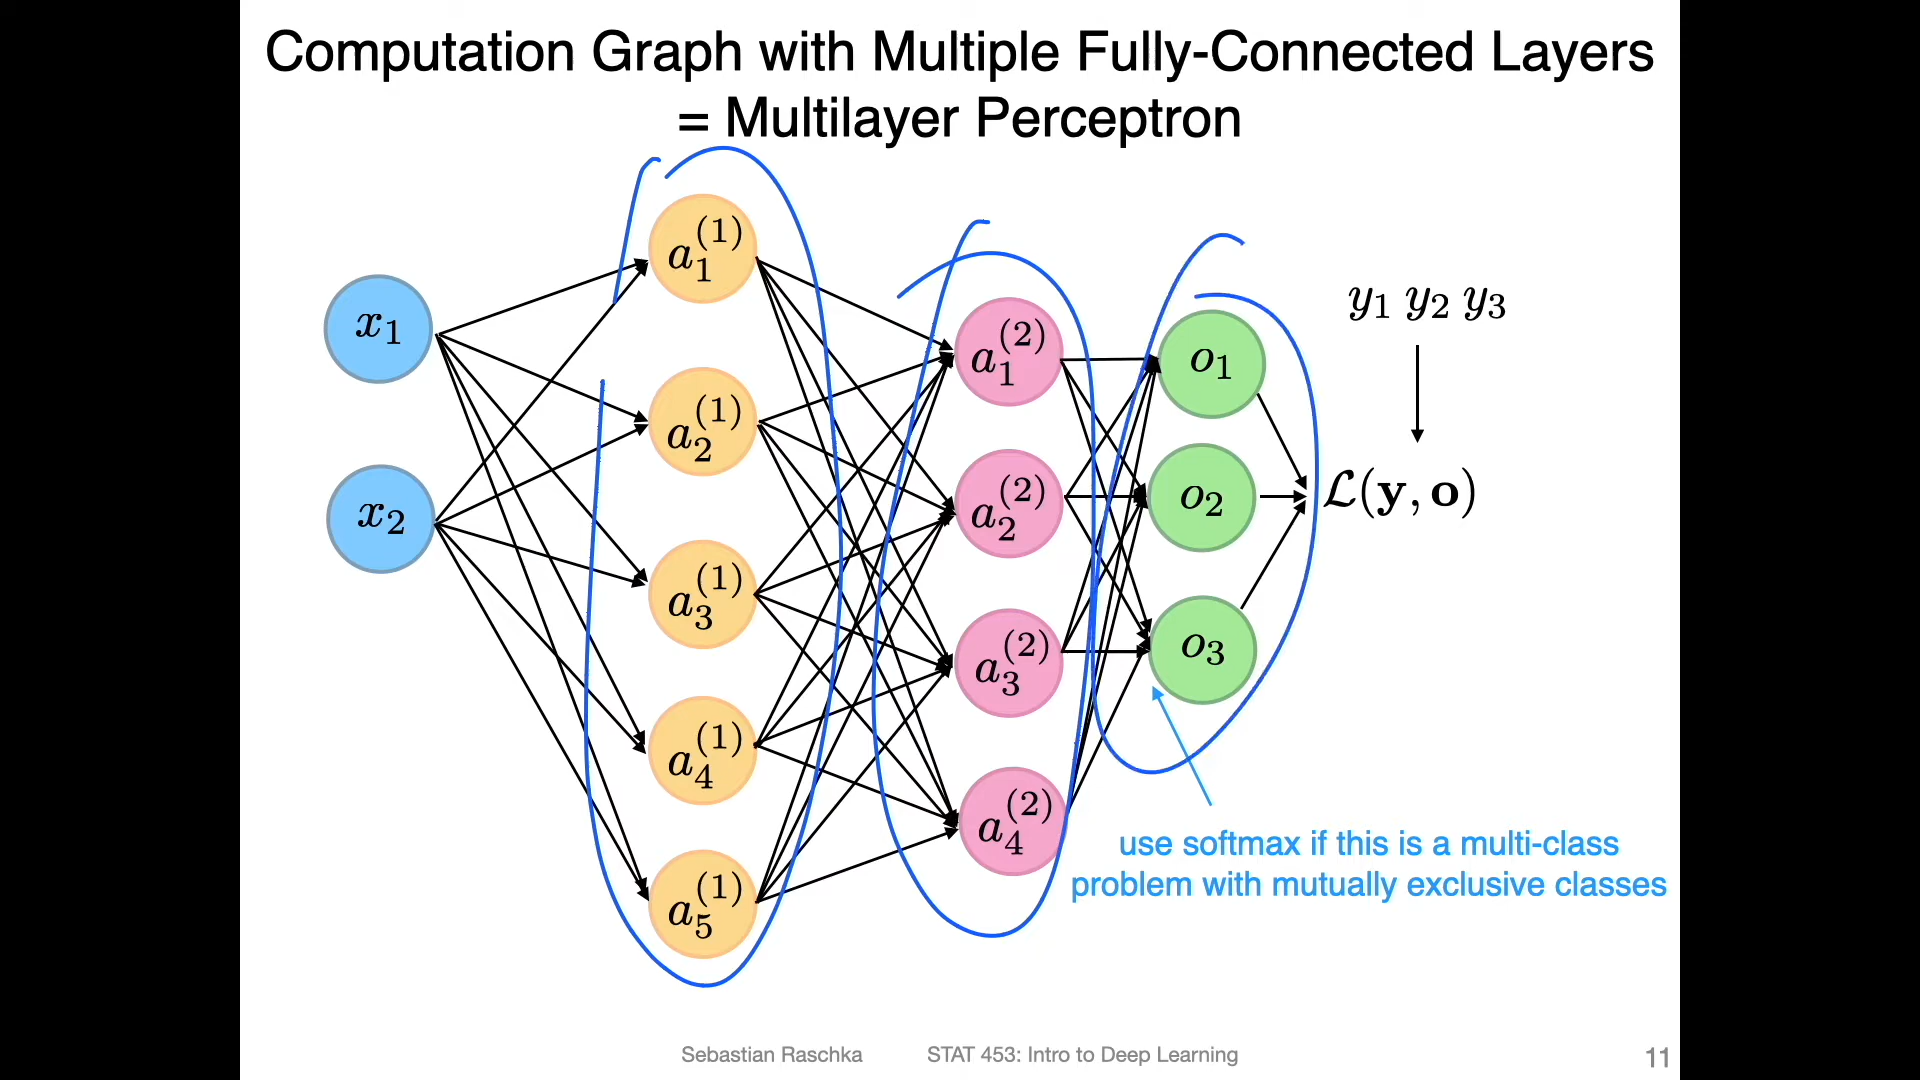 Computation Graph with Multiple Fully-Connected Layers
= Multilayer Perceptron
x₁
x₂
a₁⁽¹⁾
a₂⁽¹⁾
a₃⁽¹⁾
a₄⁽¹⁾
a₅⁽¹⁾
a₁⁽²⁾
a₂⁽²⁾
a₃⁽²⁾
a₄⁽²⁾
o₁
o₂
o₃
y₁ y₂ y₃
ℒ(y, o)
use softmax if this is a multi-class
problem with mutually exclusive classes
Sebastian Raschka STAT 453: Intro to Deep Learning 11